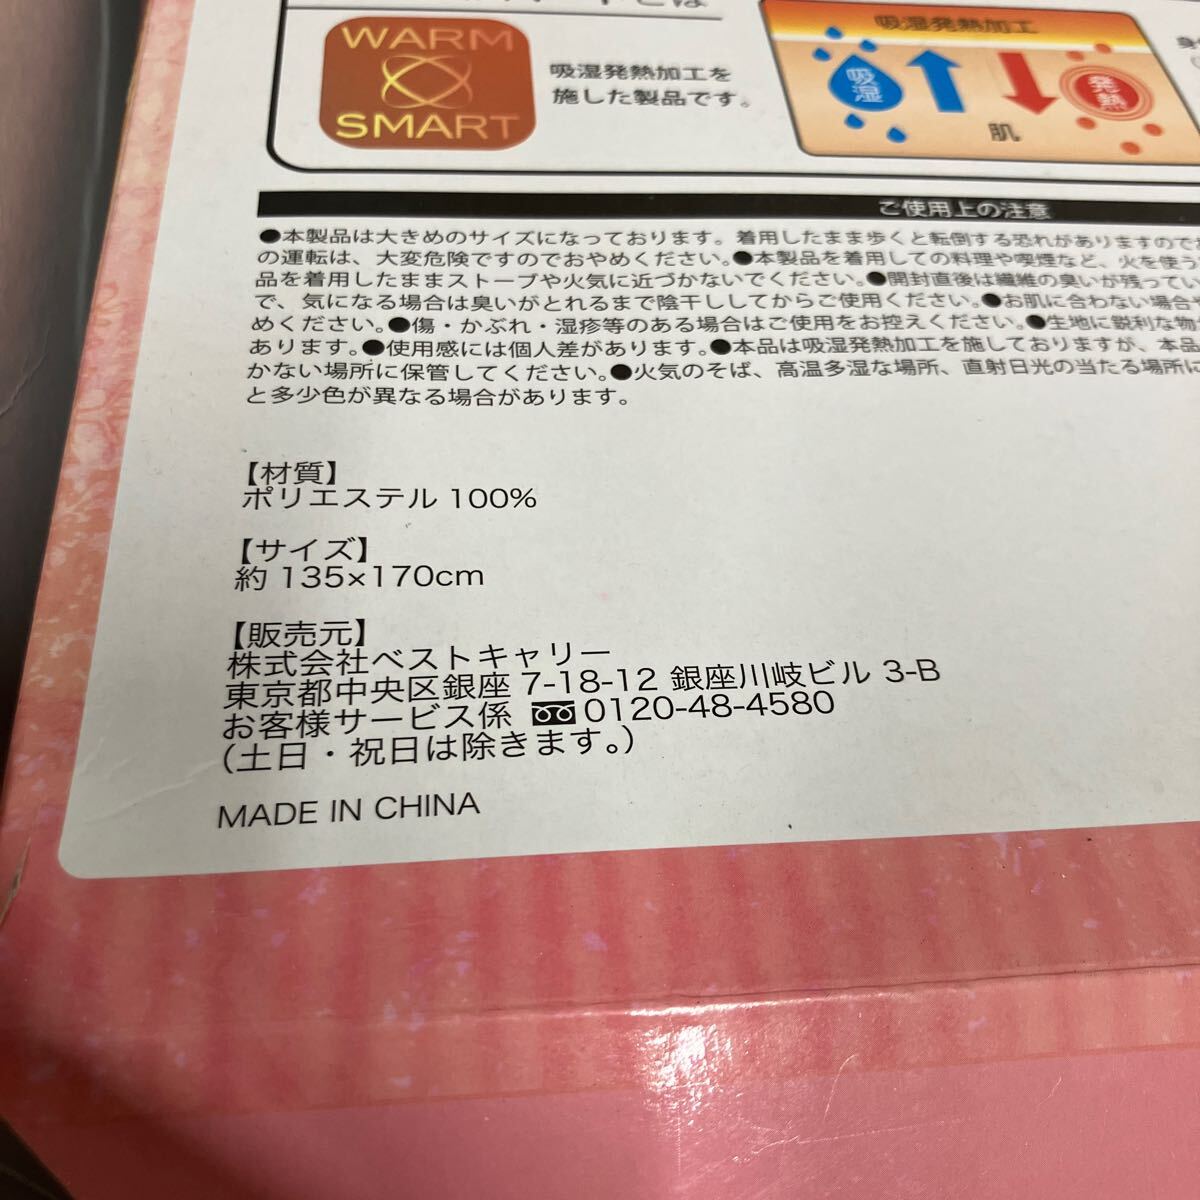 とは
WARM
SMART
吸湿発熱加工を
施した製品です。
吸湿発熱加工
吸湿
発熱
肌
身
ご使用上の注意
●本製品は大きめのサイズになっております。着用したまま歩くと転倒する恐れがありますので
の運転は、大変危険ですのでおやめください。●本製品を着用しての料理や喫煙など、火を使う
品を着用したままストーブや火気に近づかないでください。●開封直後は繊維の臭いが残ってい
で、気になる場合は臭いがとれるまで陰干ししてからご使用ください。●お肌に合わない場合
めください。●傷・かぶれ・湿疹等のある場合はご使用をお控えください。●生地に鋭利な物
あります。●使用感には個人差があります。●本品は吸湿発熱加工を施しておりますが、本品
かない場所に保管してください。●火気のそば、高温多湿な場所、直射日光の当たる場所に
と多少色が異なる場合があります。
【材質】
ポリエステル 100%
【サイズ】
約 135×170cm
【販売元】
株式会社ベストキャリー
東京都中央区銀座 7-18-12 銀座川岐ビル 3-B
お客様サービス係 0120-48-4580
（土日・祝日は除きます。）
MADE IN CHINA